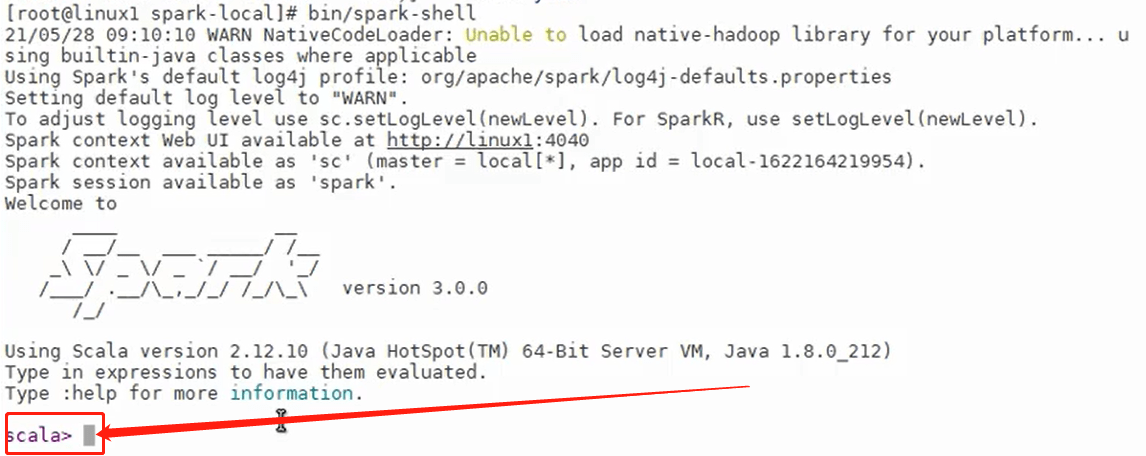 [root@linux1 spark-local]# bin/spark-shell
21/05/28 09:10:10 WARN NativeCodeLoader: Unable to load native-hadoop library for your platform... u
sing builtin-java classes where applicable
Using Spark's default log4j profile: org/apache/spark/log4j-defaults.properties
Setting default log level to "WARN".
To adjust logging level use sc.setLogLevel(newLevel). For SparkR, use setLogLevel(newLevel).
Spark context Web UI available at http://linux1:4040
Spark context available as 'sc' (master = local[*], app id = local-1622164219954).
Spark session available as 'spark'.
Welcome to
Spark
version 3.0.0
Using Scala version 2.12.10 (Java HotSpot(TM) 64-Bit Server VM, Java 1.8.0_212)
Type in expressions to have them evaluated.
Type :help for more information.
scala>